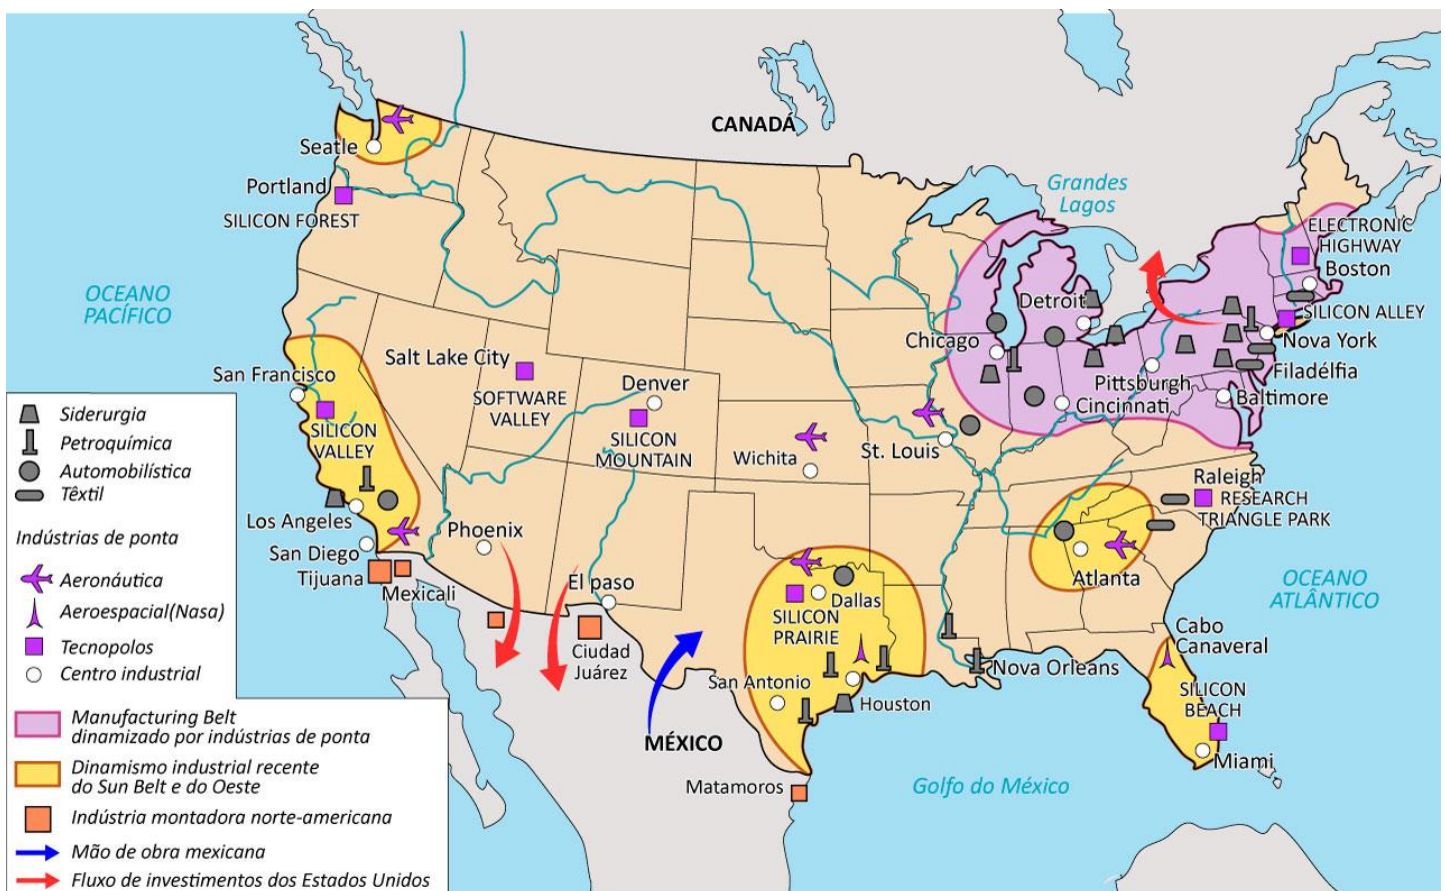 CANADÁ
Seatle
Portland
SILICON FOREST
Grandes
Lagos
ELECTRONIC
HIGHWAY
Boston
OCEANO
PACÍFICO
Detroit
SILICON ALLEY
Chicago
Nova York
Salt Lake City
Filadélfia
San Francisco
SOFTWARE
VALLEY
Denver
Pittsburgh
Cincinnati
Baltimore
SILICON
VALLEY
SILICON
MOUNTAIN
Wichita
St. Louis
Raleigh
RESEARCH
TRIANGLE PARK
Los Angeles
San Diego
Tijuana
Mexicali
Phoenix
El paso
Ciudad
Juárez
Dallas
SILICON
PRAIRIE
Atlanta
OCEANO
ATLÂNTICO
Cabo
Canaveral
Nova Orleans
San Antonio
Houston
SILICON
BEACH
Miami
MÉXICO
Matamoros
Golfo do México
Siderurgia
Petroquímica
Automobilística
Têxtil
Indústrias de ponta
Aeronáutica
Aeroespacial(Nasa)
Tecnopolos
Centro industrial
Manufacturing Belt
dinamizado por indústrias de ponta
Dinamismo industrial recente
do Sun Belt e do Oeste
Indústria montadora norte-americana
Mão de obra mexicana
Fluxo de investimentos dos Estados Unidos